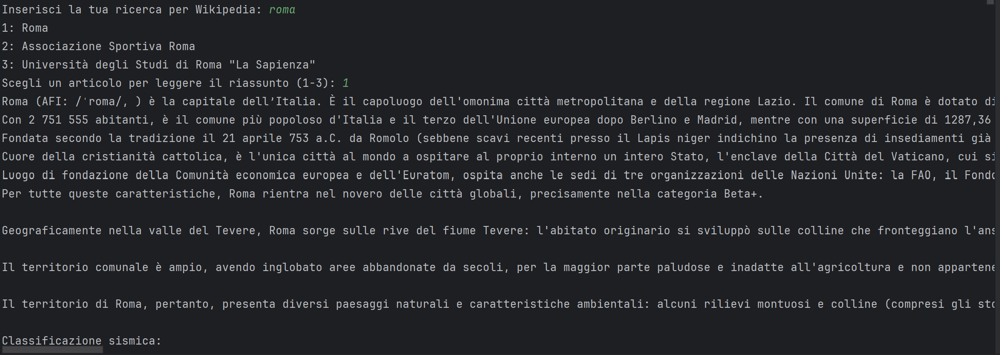 Inserisci la tua ricerca per Wikipedia: roma
1: Roma
2: Associazione Sportiva Roma
3: Università degli Studi di Roma "La Sapienza"
Scegli un articolo per leggere il riassunto (1-3): 1
Roma (AFI: /ˈroma/, ) è la capitale dell’Italia. È il capoluogo dell'omonima città metropolitana e della regione Lazio. Il comune di Roma è dotato di
Con 2 751 555 abitanti, è il comune più popoloso d'Italia e il terzo dell'Unione europea dopo Berlino e Madrid, mentre con una superficie di 1287,36
Fondata secondo la tradizione il 21 aprile 753 a.C. da Romolo (sebbene scavi recenti presso il Lapis niger indichino la presenza di insediamenti già
Cuore della cristianità cattolica, è l'unica città al mondo a ospitare al proprio interno un intero Stato, l'enclave della Città del Vaticano, cui si
Luogo di fondazione della Comunità economica europea e dell'Euratom, ospita anche le sedi di tre organizzazioni delle Nazioni Unite: la FAO, il Fondo
Per tutte queste caratteristiche, Roma rientra nel novero delle città globali, precisamente nella categoria Beta+.
Geograficamente nella valle del Tevere, Roma sorge sulle rive del fiume Tevere: l'abitato originario si sviluppò sulle colline che fronteggiano l'ans
Il territorio comunale è ampio, avendo inglobato aree abbandonate da secoli, per la maggior parte paludose e inadatte all'agricoltura e non appartene
Il territorio di Roma, pertanto, presenta diversi paesaggi naturali e caratteristiche ambientali: alcuni rilievi montuosi e colline (compresi gli sto
Classificazione sismica: